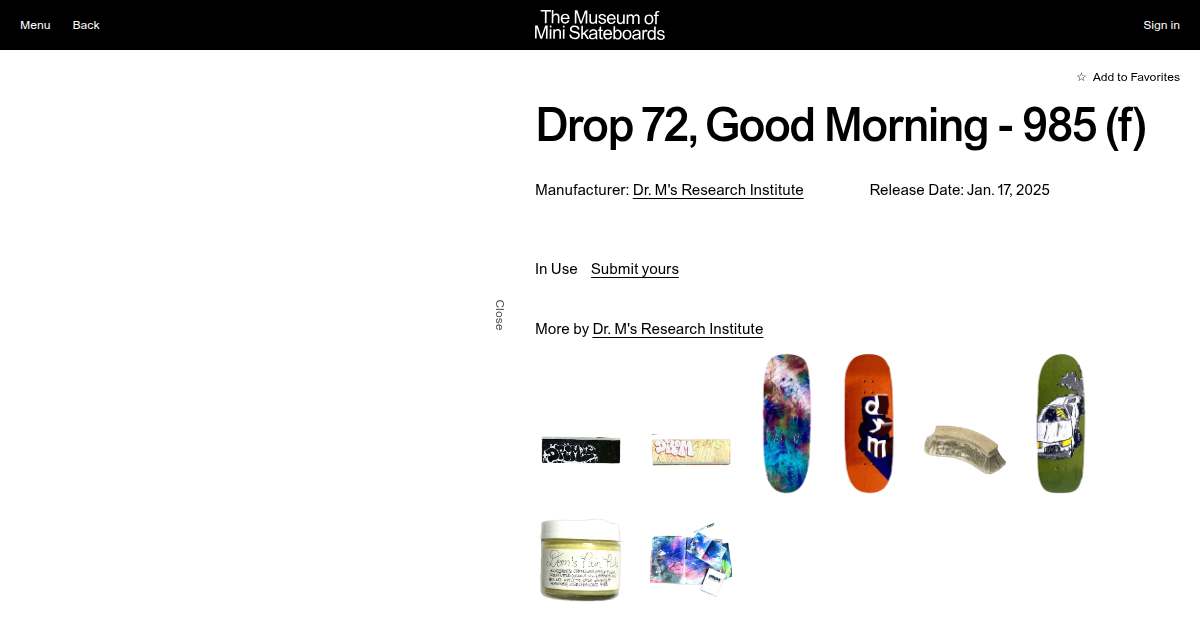 Menu
Back
The Museum of
Mini Skateboards
Sign in
☆ Add to Favorites
Drop 72, Good Morning - 985 (f)
Manufacturer: Dr. M's Research Institute
Release Date: Jan. 17, 2025
In Use
Submit yours
Close
More by Dr. M's Research Institute
drm